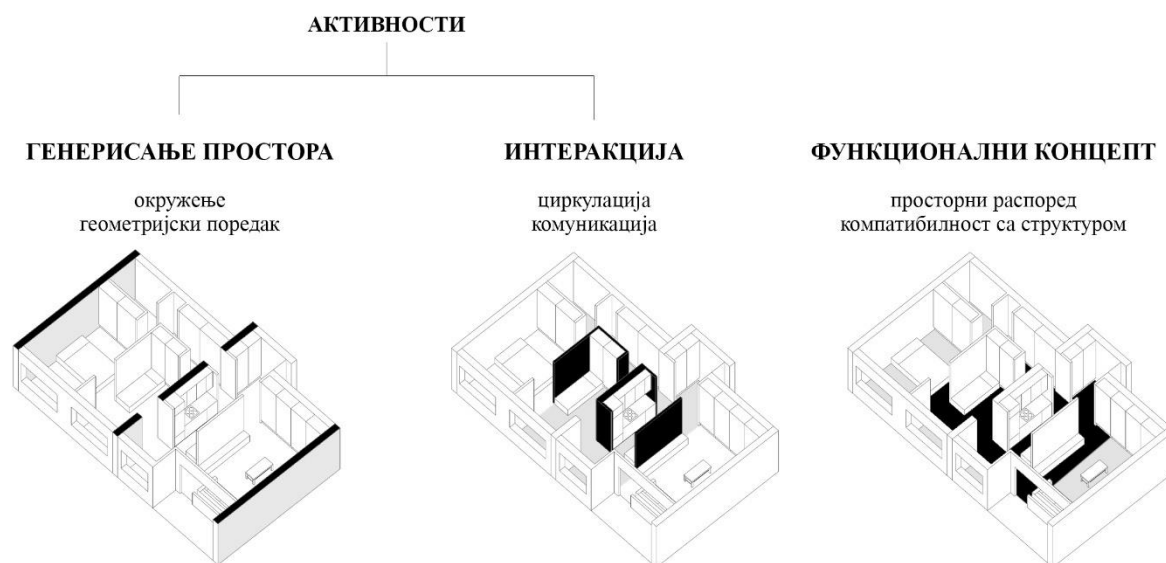 АКТИВНОСТИ
ГЕНЕРИСАЊЕ ПРОСТОРА
окружење
геометријски поредак
ИНТЕРАКЦИЈА
циркулација
комуникација
ФУНКЦИОНАЛНИ КОНЦЕПТ
просторни распоред
компатибилност са структуром